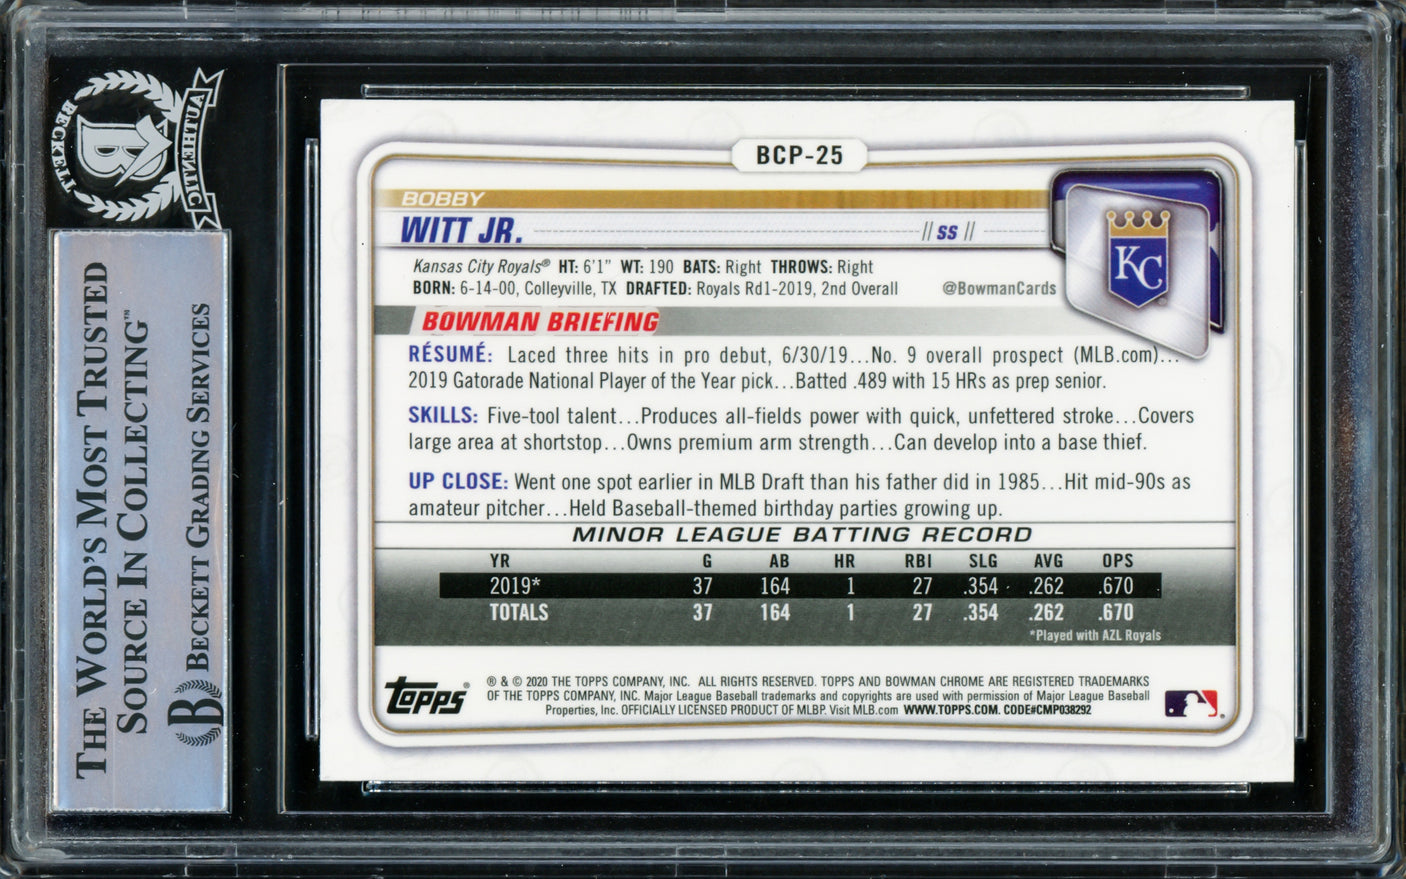 BECKETT
AUTHENTIC
B
THE WORLD'S MOST TRUSTED
SOURCE IN COLLECTING™
BECKETT GRADING SERVICES
BCP-25
BOBBY
WITT JR. // SS //
KC
Kansas City Royals® HT: 6'1" WT: 190 BATS: Right THROWS: Right
BORN: 6-14-00, Colleyville, TX DRAFTED: Royals Rd1-2019, 2nd Overall @BowmanCards
BOWMAN BRIEFING
RÉSUMÉ: Laced three hits in pro debut, 6/30/19...No. 9 overall prospect (MLB.com)...
2019 Gatorade National Player of the Year pick...Batted .489 with 15 HRs as prep senior.
SKILLS: Five-tool talent...Produces all-fields power with quick, unfettered stroke...Covers
large area at shortstop...Owns premium arm strength...Can develop into a base thief.
UP CLOSE: Went one spot earlier in MLB Draft than his father did in 1985...Hit mid-90s as
amateur pitcher...Held Baseball-themed birthday parties growing up.
MINOR LEAGUE BATTING RECORD
YR G AB HR RBI SLG AVG OPS
2019* 37 164 1 27 .354 .262 .670
TOTALS 37 164 1 27 .354 .262 .670
*Played with AZL Royals
Topps®
® & © 2020 THE TOPPS COMPANY, INC. ALL RIGHTS RESERVED. TOPPS AND BOWMAN CHROME ARE REGISTERED TRADEMARKS
OF THE TOPPS COMPANY, INC. Major League Baseball trademarks and copyrights are used with permission of Major League Baseball
Properties, Inc. OFFICIALLY LICENSED PRODUCT OF MLBP. Visit MLB.com WWW.TOPPS.COM. CODE#CMP038292